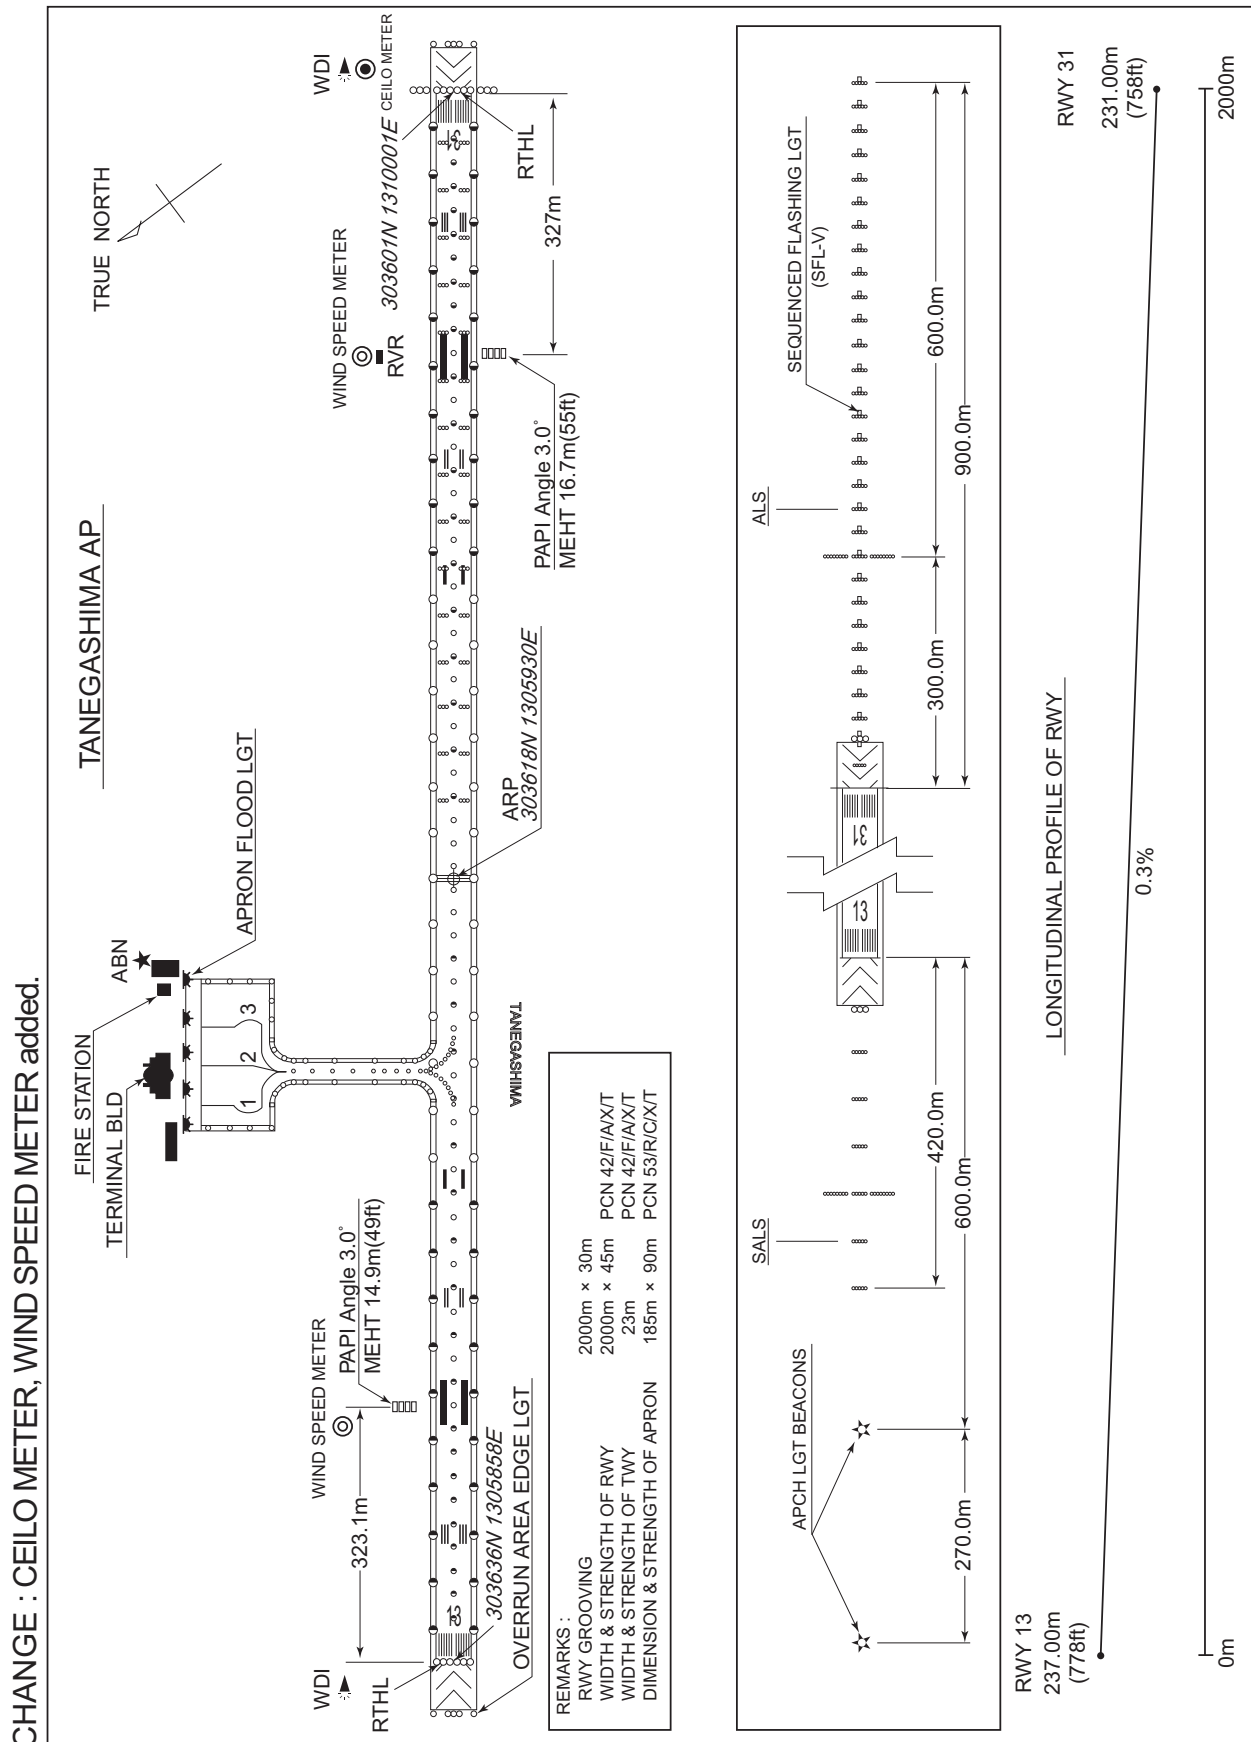 CHANGE : CEILO METER, WIND SPEED METER added.
TANEGASHIMA AP
TRUE NORTH
FIRE STATION
ABN
TERMINAL BLD
APRON FLOOD LGT
1
2
3
WDI
WIND SPEED METER
323.1m
PAPI Angle 3.0°
MEHT 14.9m(49ft)
WIND SPEED METER
RVR
WDI
CEILO METER
303601N 1310001E
RTHL
13
31
RTHL
303636N 1305858E
OVERRUN AREA EDGE LGT
TANEGASHIMA
ARP
303618N 1305930E
PAPI Angle 3.0°
MEHT 16.7m(55ft)
327m
REMARKS :
RWY GROOVING 2000m × 30m
WIDTH & STRENGTH OF RWY 2000m × 45m PCN 42/F/A/X/T
WIDTH & STRENGTH OF TWY 23m PCN 42/F/A/X/T
DIMENSION & STRENGTH OF APRON 185m × 90m PCN 53/R/C/X/T
APCH LGT BEACONS
SALS
ALS
SEQUENCED FLASHING LGT
(SFL-V)
13
31
420.0m
300.0m
600.0m
270.0m
600.0m
900.0m
LONGITUDINAL PROFILE OF RWY
RWY 13
237.00m
(778ft)
RWY 31
231.00m
(758ft)
0.3%
0m
2000m